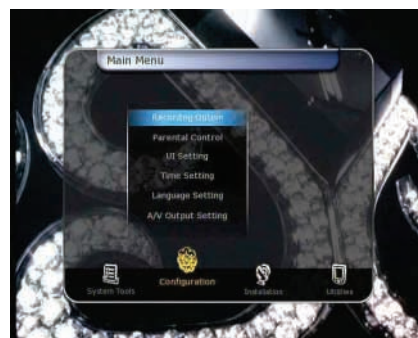 Main Menu
Recording Option
Parental Control
UI Setting
Time Setting
Language Setting
A/V Output Setting
System Tools
Configuration
Installation
Utilities